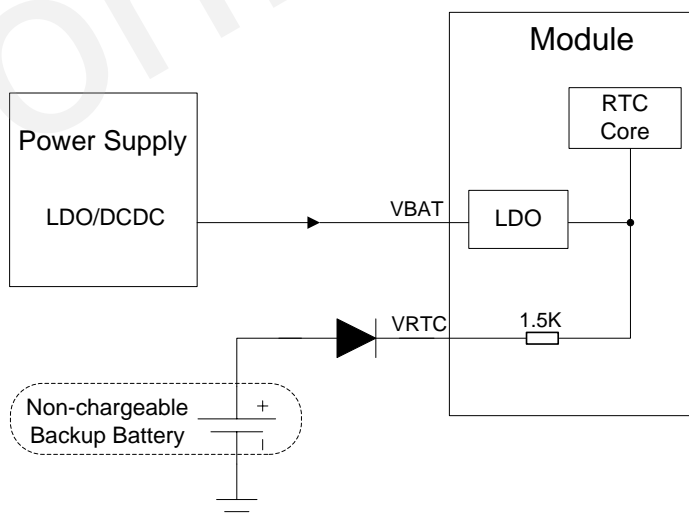 Module
RTC
Core
Power Supply
LDO/DCDC
VBAT
LDO
VRTC
1.5K
Non-chargeable
Backup Battery
+